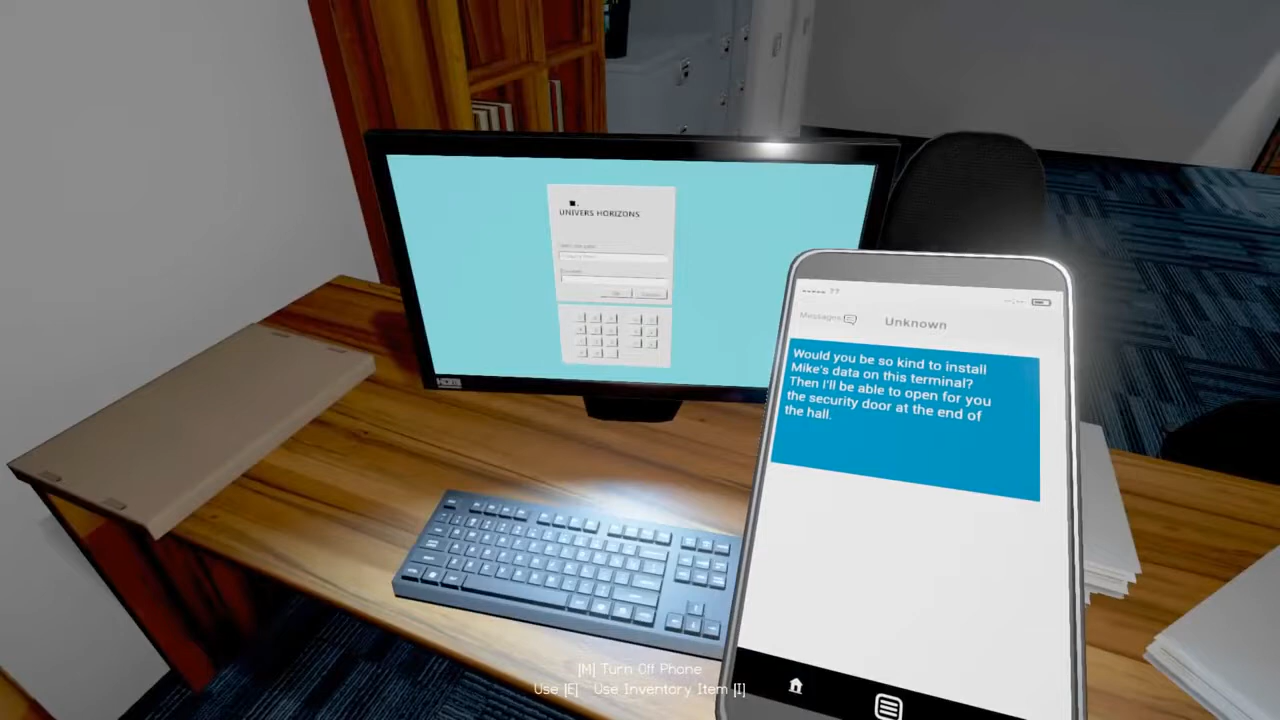 UNIVERS HORIZONS
HDMI
??
Messages
Unknown
Would you be so kind to install
Mike's data on this terminal?
Then I'll be able to open for you
the security door at the end of
the hall.
[M] Turn Off Phone
Use [E] Use Inventory Item [I]